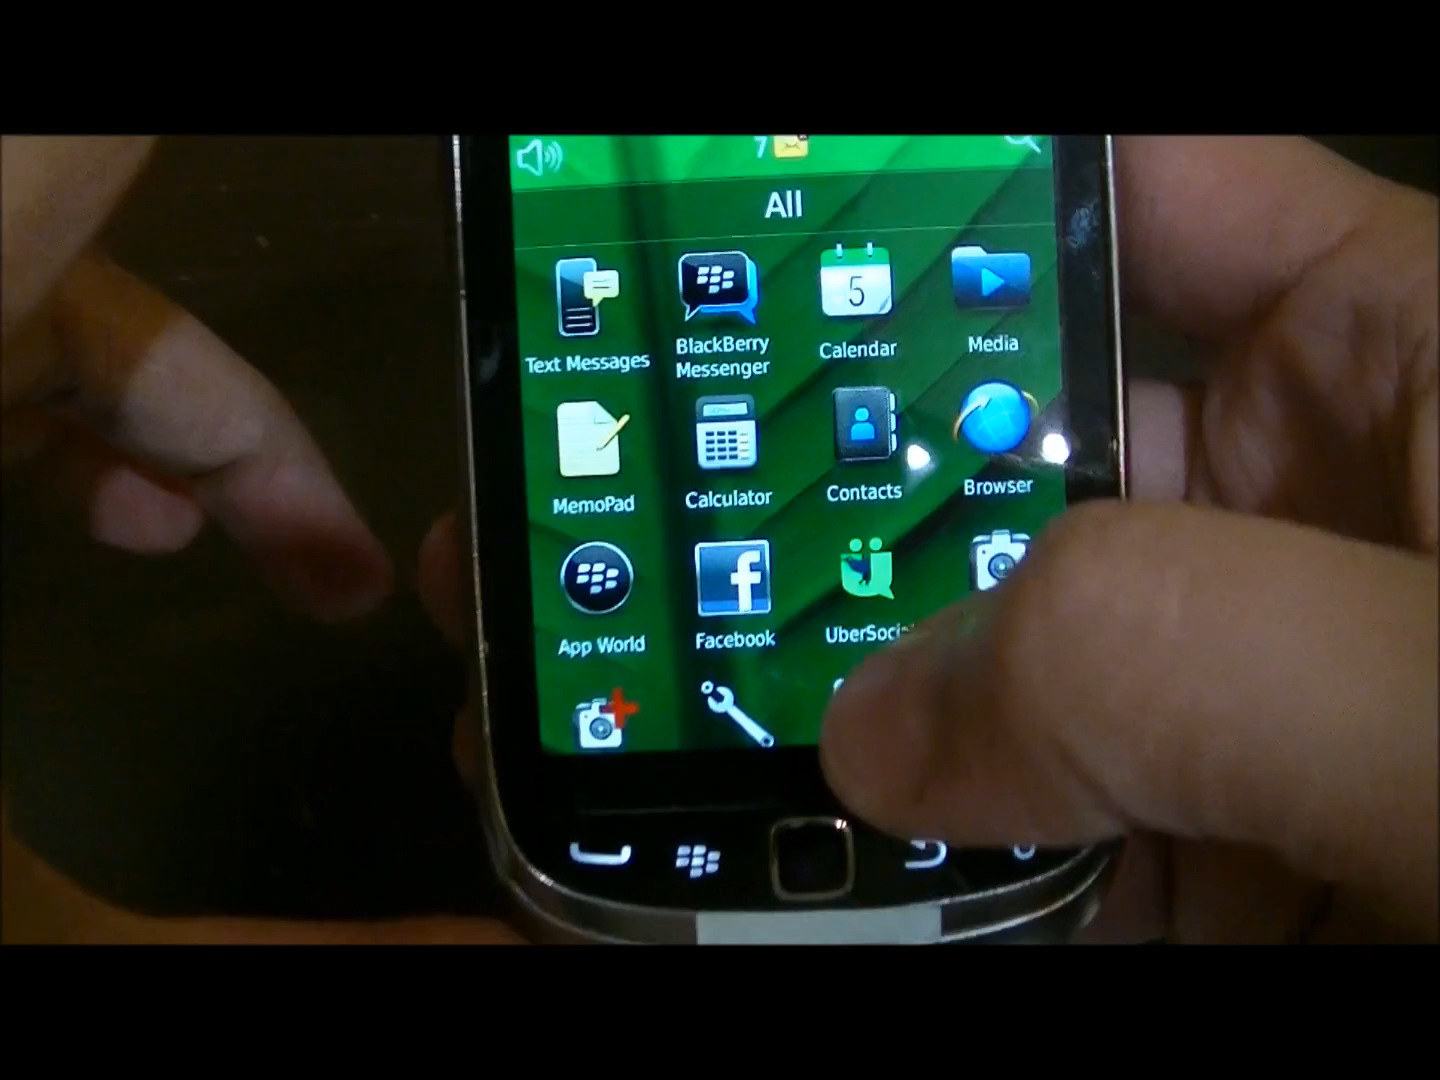 7
All
5
Text Messages
BlackBerry
Messenger
Calendar
Media
MemoPad
Calculator
Contacts
Browser
App World
f
Facebook